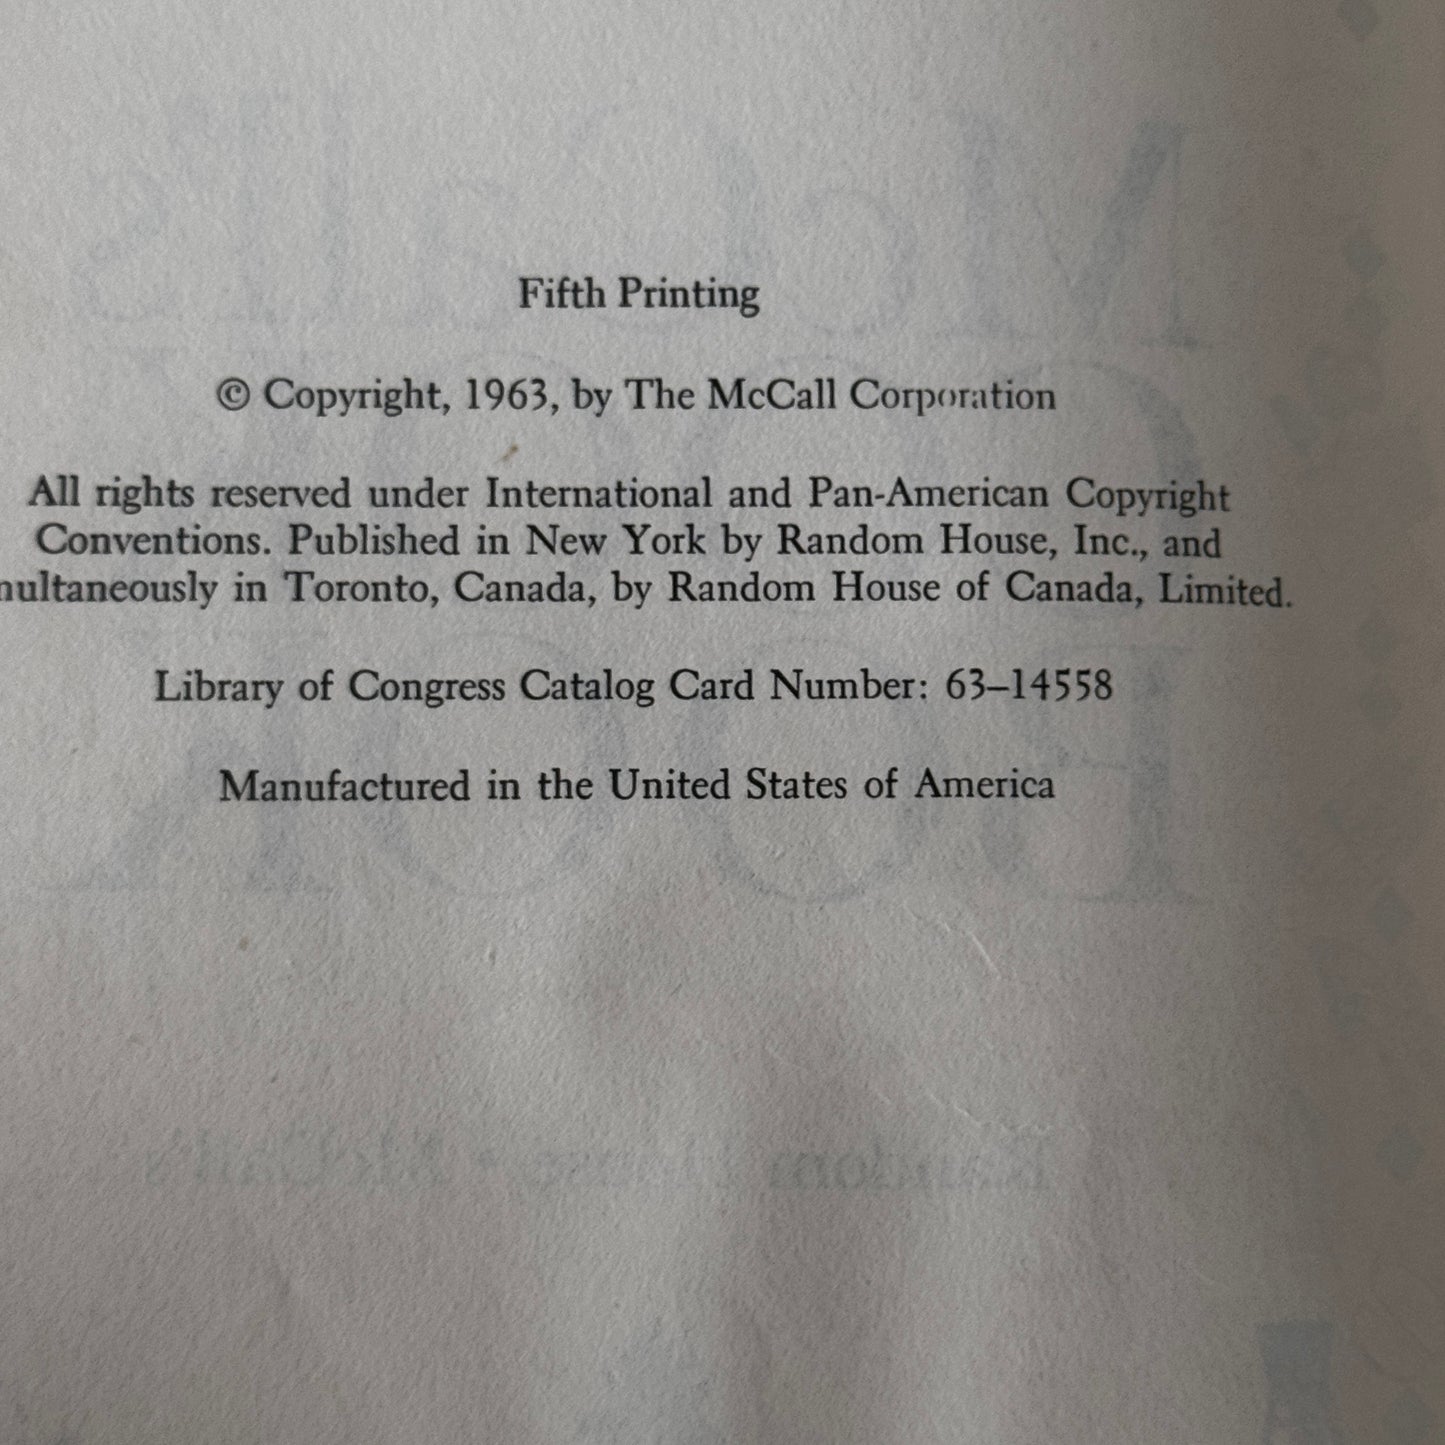 Fifth Printing
© Copyright, 1963, by The McCall Corporation
All rights reserved under International and Pan-American Copyright
Conventions. Published in New York by Random House, Inc., and
in Toronto, Canada, by Random House of Canada, Limited.
Library of Congress Catalog Card Number: 63–14558
Manufactured in the United States of America